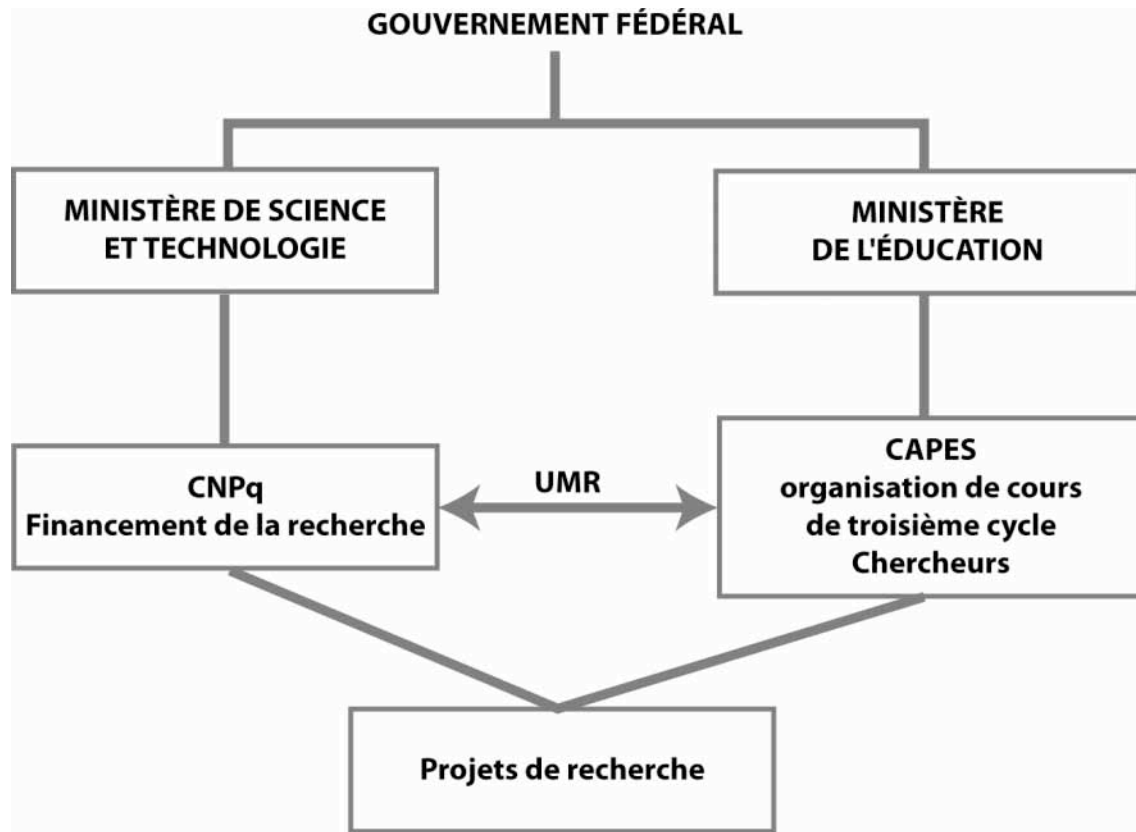 GOUVERNEMENT FÉDÉRAL
MINISTÈRE DE SCIENCE
ET TECHNOLOGIE
MINISTÈRE
DE L'ÉDUCATION
CNPq
Financement de la recherche
UMR
CAPES
organisation de cours
de troisième cycle
Chercheurs
Projets de recherche